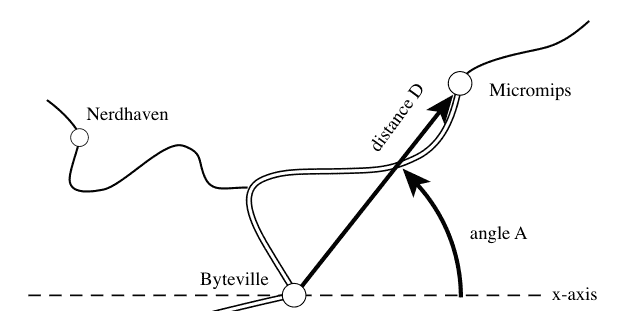 Nerdhaven
distance D
Micromips
angle A
Byteville
x-axis